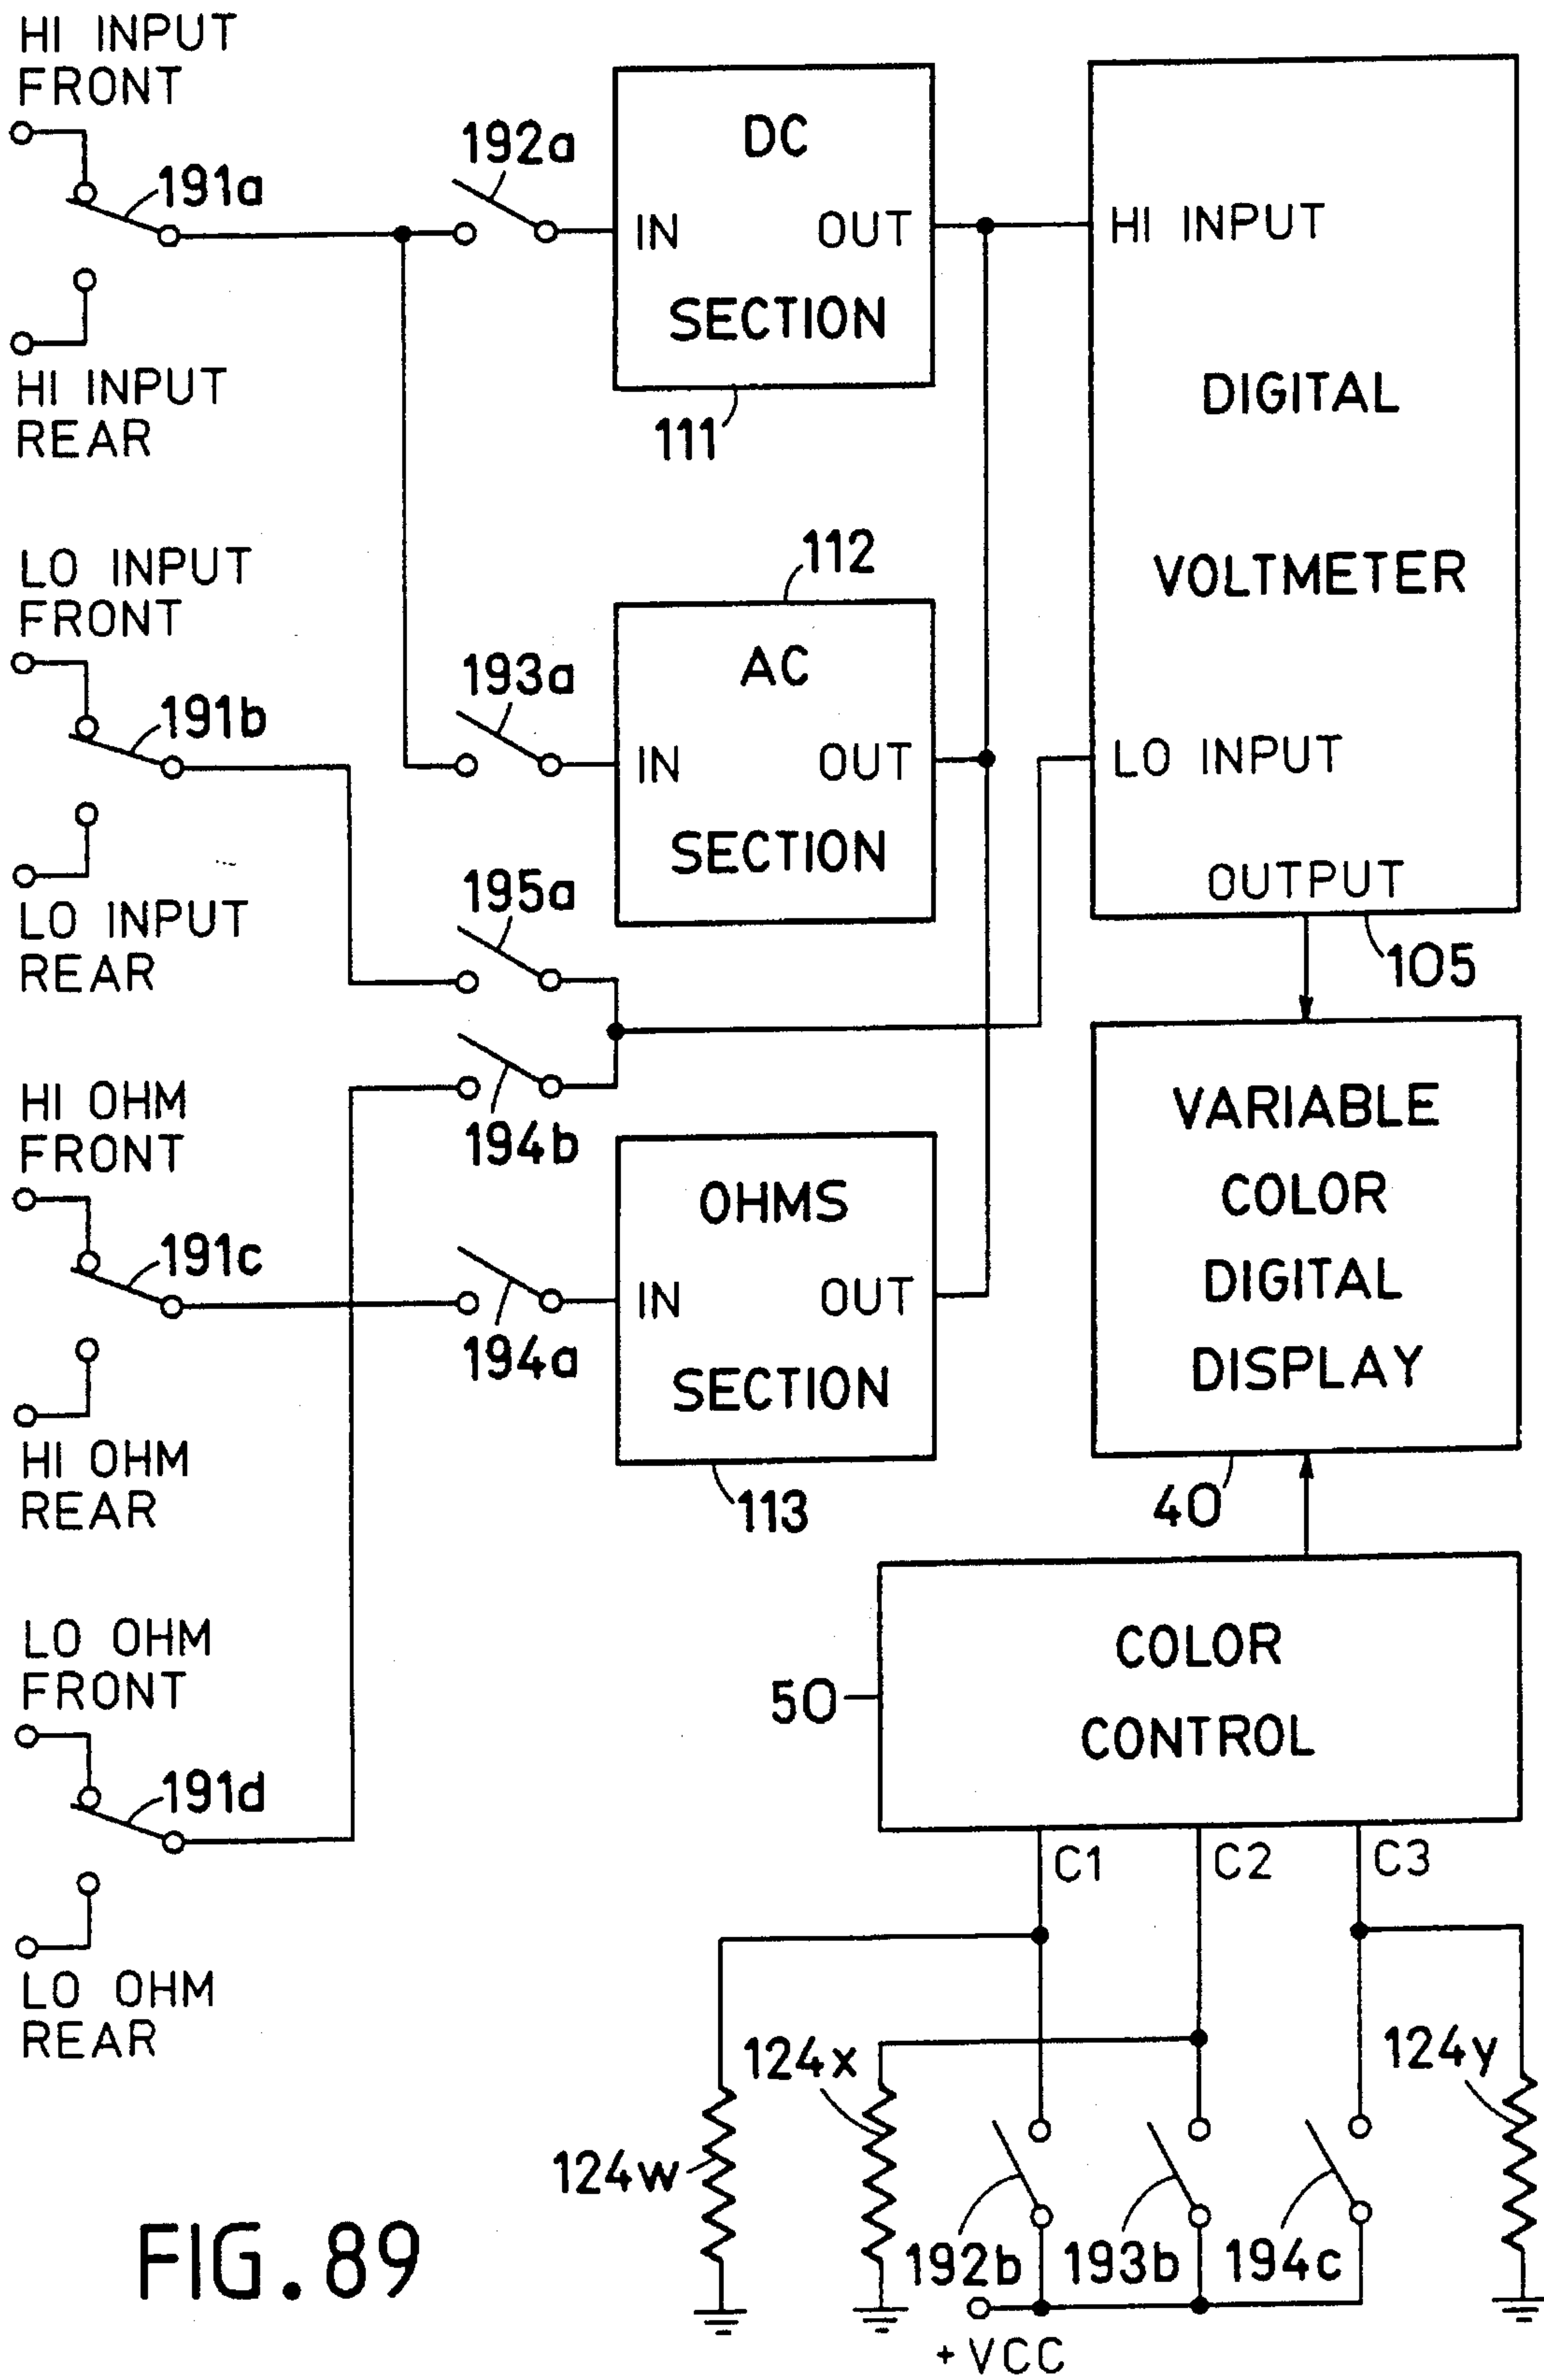 HI INPUT
FRONT
191a
HI INPUT
REAR
192a
DC
IN OUT
SECTION
111
HI INPUT
DIGITAL
VOLTMETER
LO INPUT
OUTPUT
105
LO INPUT
FRONT
191b
LO INPUT
REAR
112
193a
AC
IN OUT
SECTION
195a
194b
HI OHM
FRONT
191c
HI OHM
REAR
194a
OHMS
IN OUT
SECTION
113
VARIABLE
COLOR
DIGITAL
DISPLAY
40
LO OHM
FRONT
191d
LO OHM
REAR
50
COLOR
CONTROL
C1 C2 C3
124w
124x
124y
192b
193b
194c
+VCC
FIG. 89